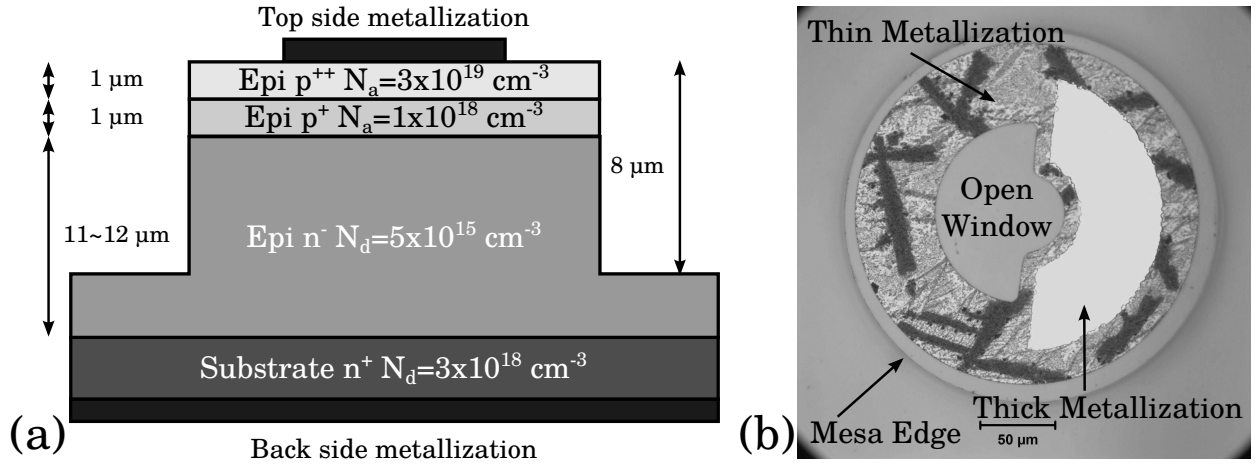 Top side metallization
1 μm
Epi p⁺⁺ Nₐ=3x10¹⁹ cm⁻³
1 μm
Epi p⁺ Nₐ=1x10¹⁸ cm⁻³
8 μm
11~12 μm
Epi n⁻ N_d=5x10¹⁵ cm⁻³
Substrate n⁺ N_d=3x10¹⁸ cm⁻³
(a)
Back side metallization
Thin Metallization
Open
Window
Thick Metallization
Mesa Edge
50 μm
(b)